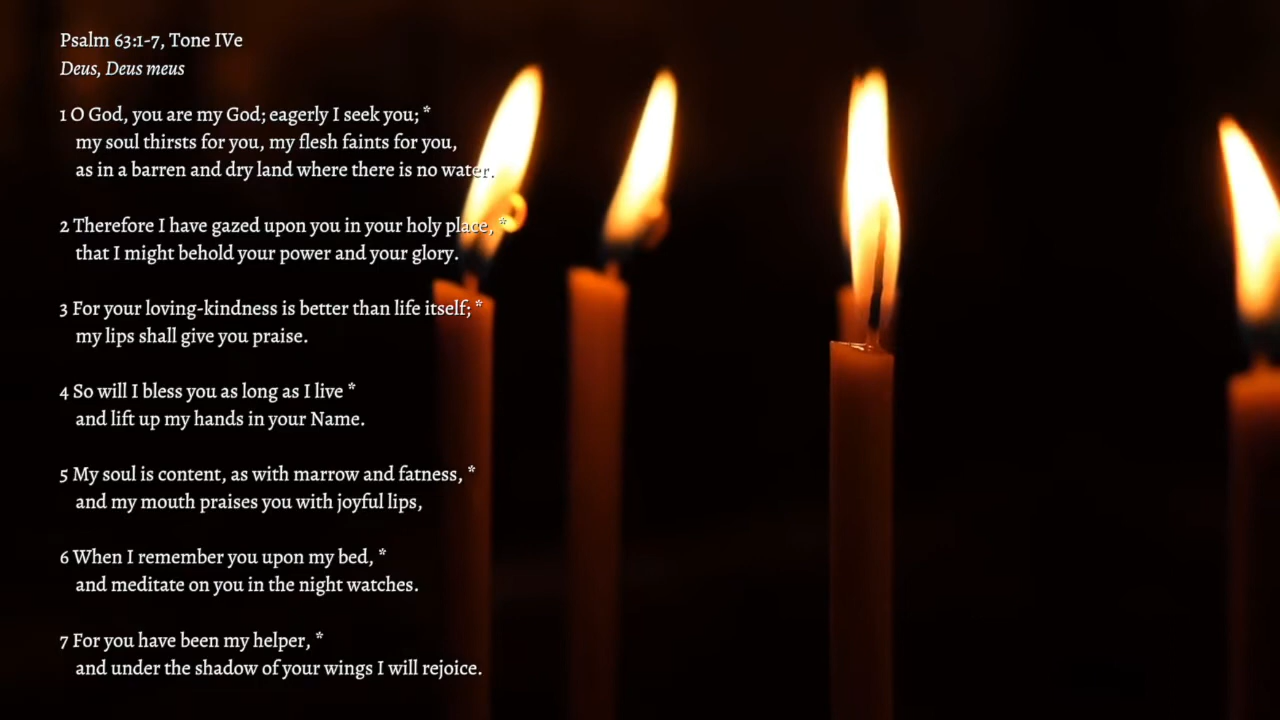 Psalm 63:1-7, Tone IVe
Deus, Deus meus
1 O God, you are my God; eagerly I seek you; *
my soul thirsts for you, my flesh faints for you,
as in a barren and dry land where there is no water.
2 Therefore I have gazed upon you in your holy place, *
that I might behold your power and your glory.
3 For your loving-kindness is better than life itself; *
my lips shall give you praise.
4 So will I bless you as long as I live *
and lift up my hands in your Name.
5 My soul is content, as with marrow and fatness, *
and my mouth praises you with joyful lips,
6 When I remember you upon my bed, *
and meditate on you in the night watches.
7 For you have been my helper, *
and under the shadow of your wings I will rejoice.